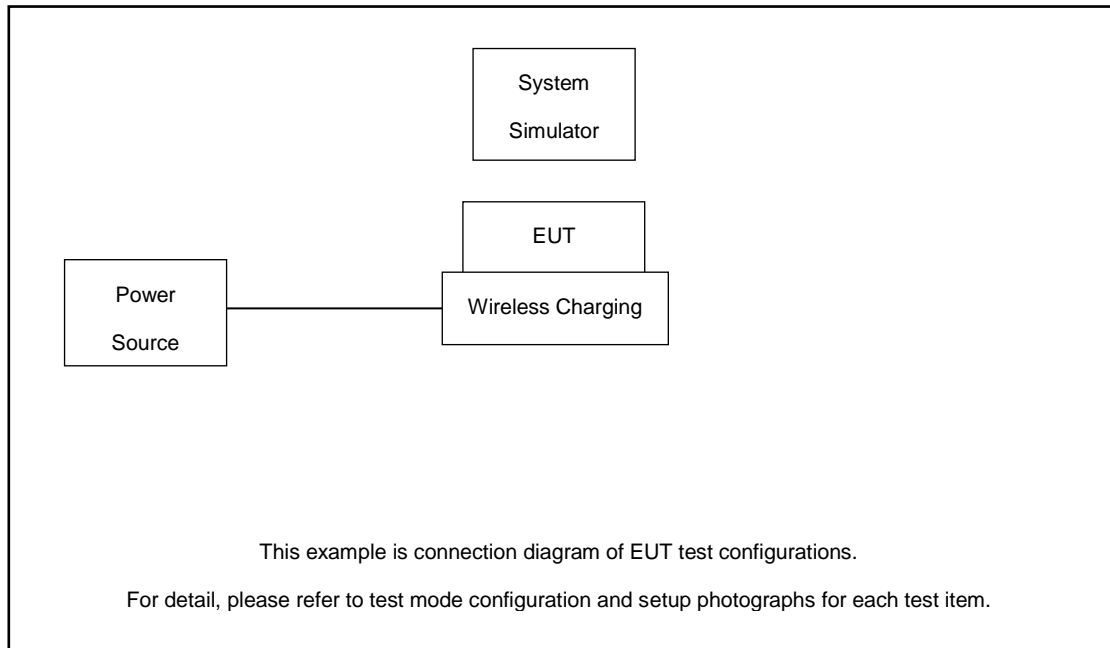 System
Simulator
EUT
Wireless Charging
Power
Source
This example is connection diagram of EUT test configurations.
For detail, please refer to test mode configuration and setup photographs for each test item.